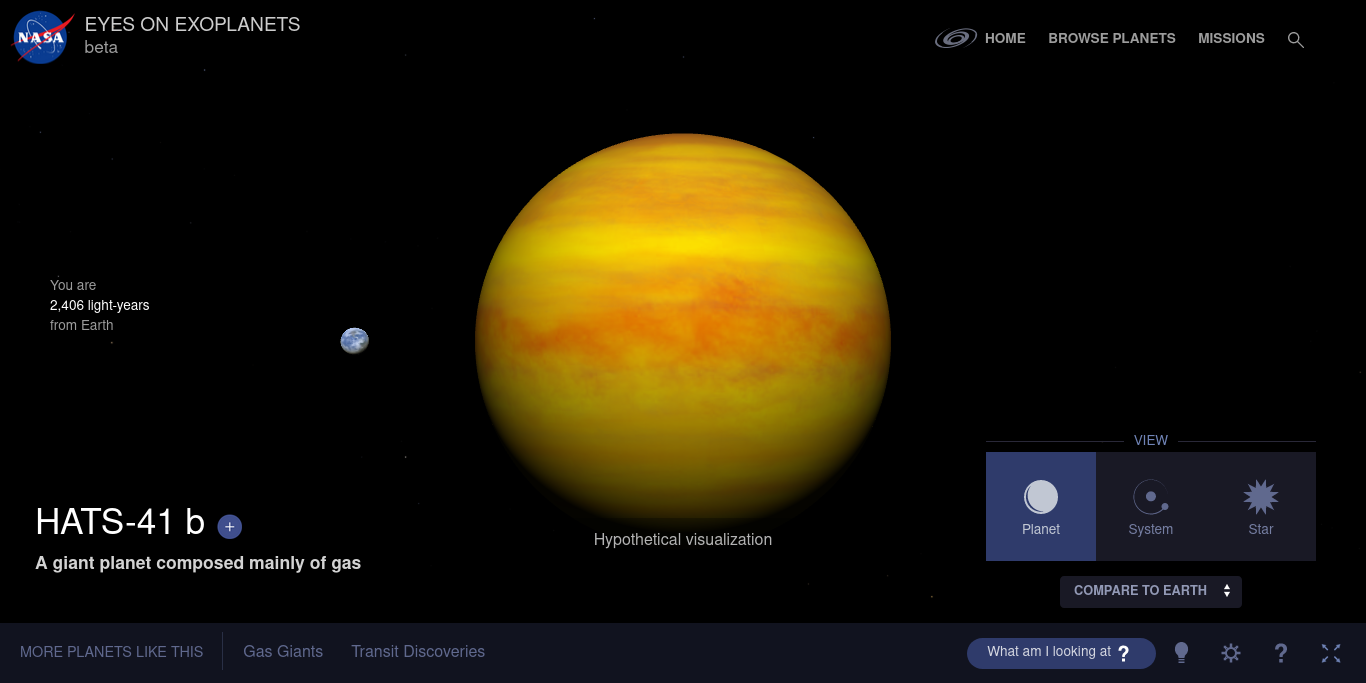 NASA
EYES ON EXOPLANETS
beta
HOME
BROWSE PLANETS
MISSIONS
You are
2,406 light-years
from Earth
HATS-41 b +
A giant planet composed mainly of gas
Hypothetical visualization
VIEW
Planet
System
Star
COMPARE TO EARTH
MORE PLANETS LIKE THIS
Gas Giants
Transit Discoveries
What am I looking at ?
?